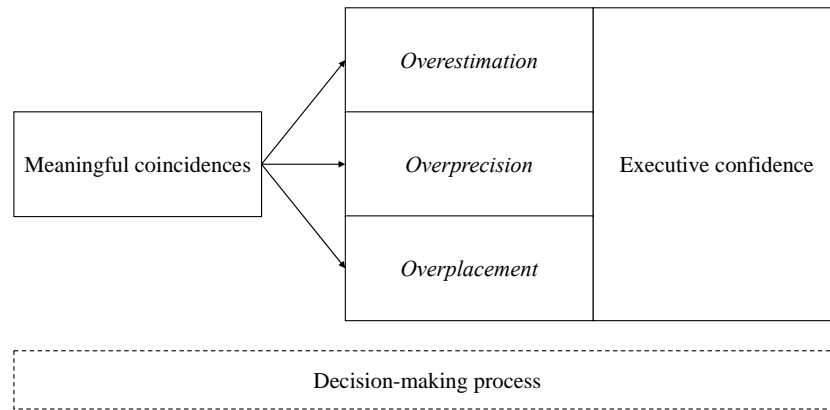 Overestimation
Meaningful coincidences
Overprecision
Executive confidence
Overplacement
Decision-making process